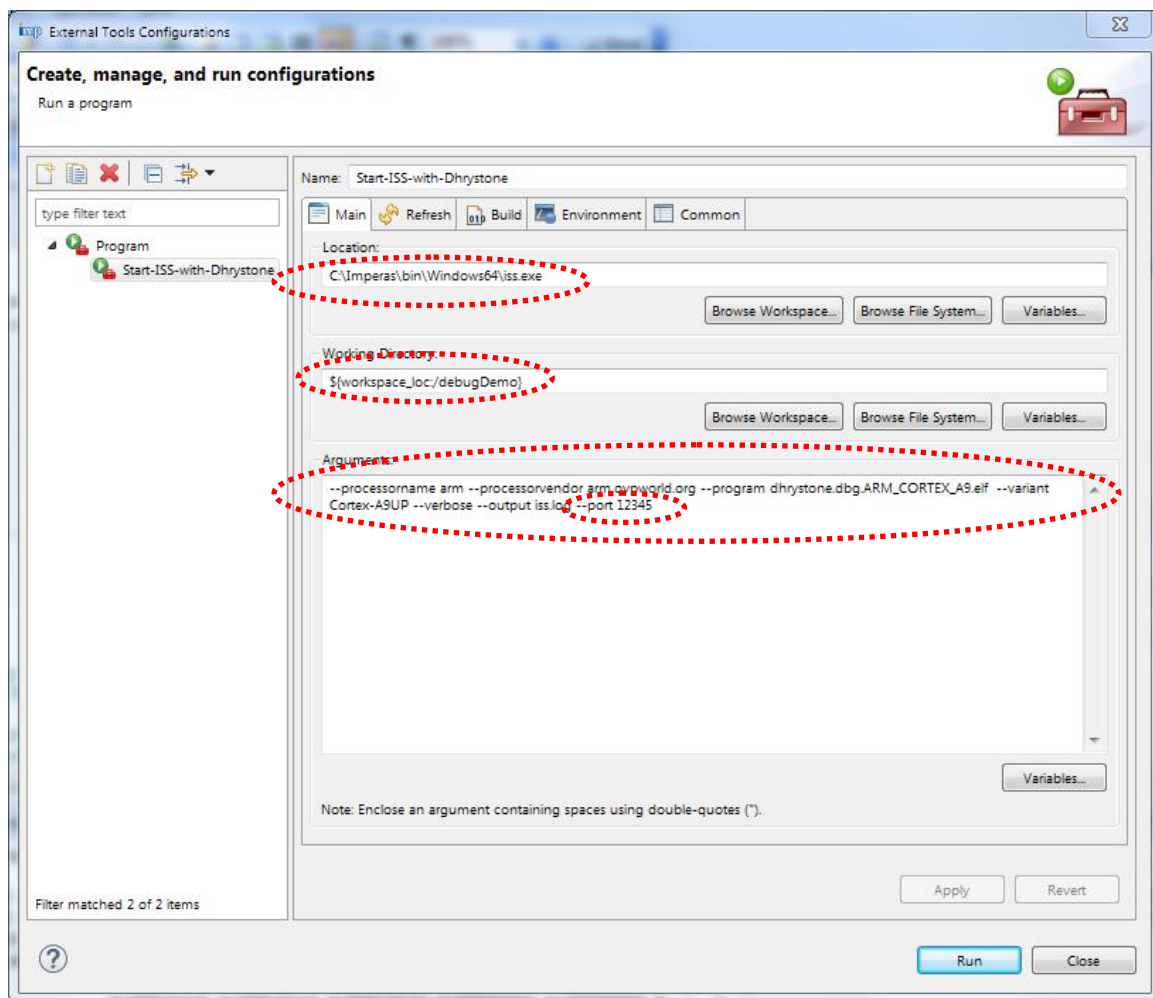 imp External Tools Configurations
Create, manage, and run configurations
Run a program
type filter text
Program
Start-ISS-with-Dhrystone
Filter matched 2 of 2 items
Name: Start-ISS-with-Dhrystone
Main Refresh Build Environment Common
Location:
C:\Imperas\bin\Windows64\iss.exe
Browse Workspace... Browse File System... Variables...
Working Directory:
${workspace_loc:/debugDemo}
Browse Workspace... Browse File System... Variables...
Arguments:
--processorname arm --processorvendor arm.ovpworld.org --program dhrystone.dbg.ARM_CORTEX_A9.elf --variant
Cortex-A9UP --verbose --output iss.log --port 12345
Variables...
Note: Enclose an argument containing spaces using double-quotes (").
Apply Revert
Run Close